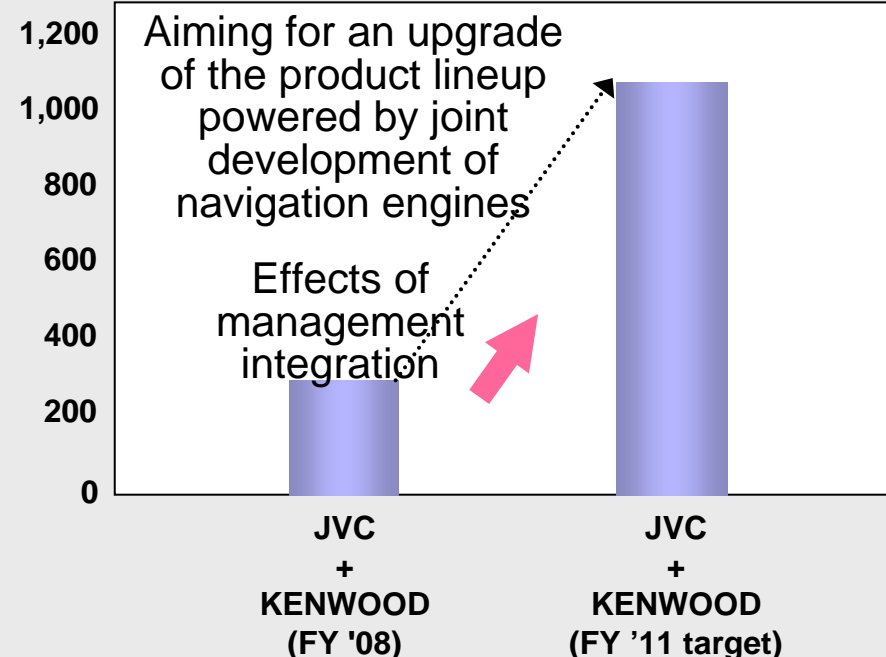 1,200
1,000
800
600
400
200
0
Aiming for an upgrade
of the product lineup
powered by joint
development of
navigation engines
Effects of
management
integration
JVC
+
KENWOOD
(FY '08)
JVC
+
KENWOOD
(FY ’11 target)